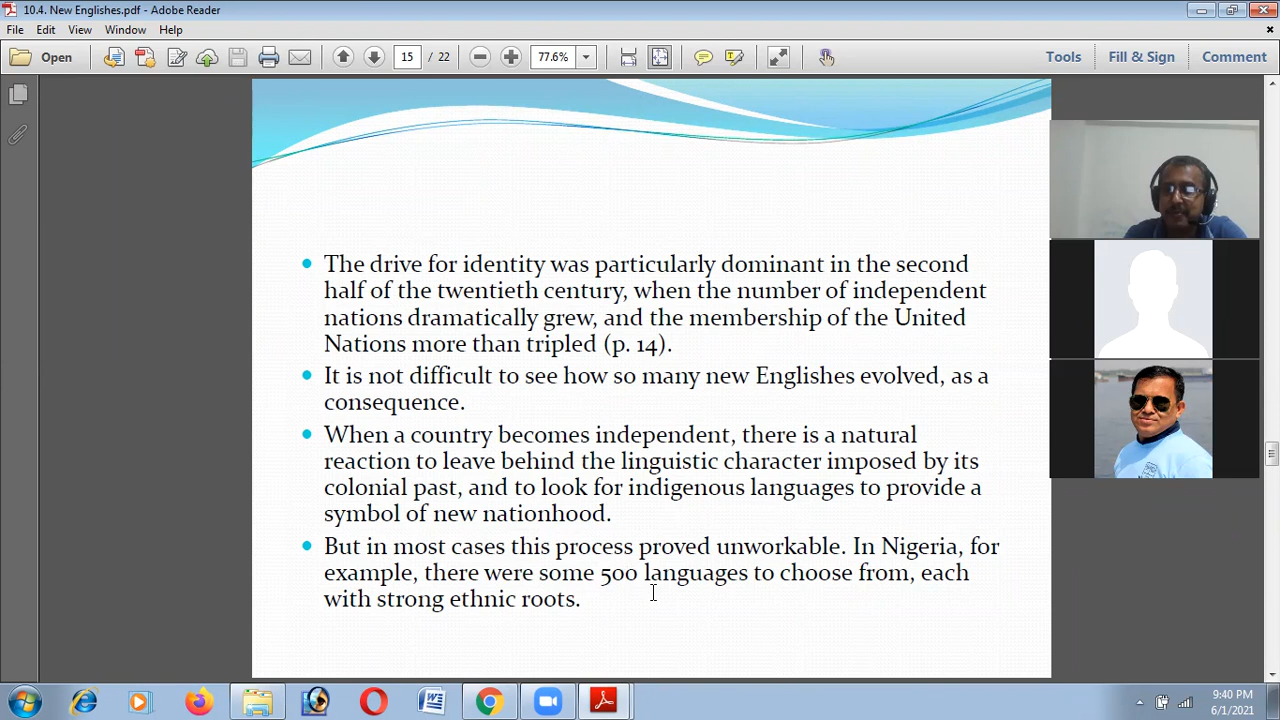 10.4. New Englishes.pdf - Adobe Reader
File Edit View Window Help
Open 15 / 22 77.6% Tools Fill & Sign Comment
The drive for identity was particularly dominant in the second
half of the twentieth century, when the number of independent
nations dramatically grew, and the membership of the United
Nations more than tripled (p. 14).
It is not difficult to see how so many new Englishes evolved, as a
consequence.
When a country becomes independent, there is a natural
reaction to leave behind the linguistic character imposed by its
colonial past, and to look for indigenous languages to provide a
symbol of new nationhood.
But in most cases this process proved unworkable. In Nigeria, for
example, there were some 500 languages to choose from, each
with strong ethnic roots.
9:40 PM
6/1/2021